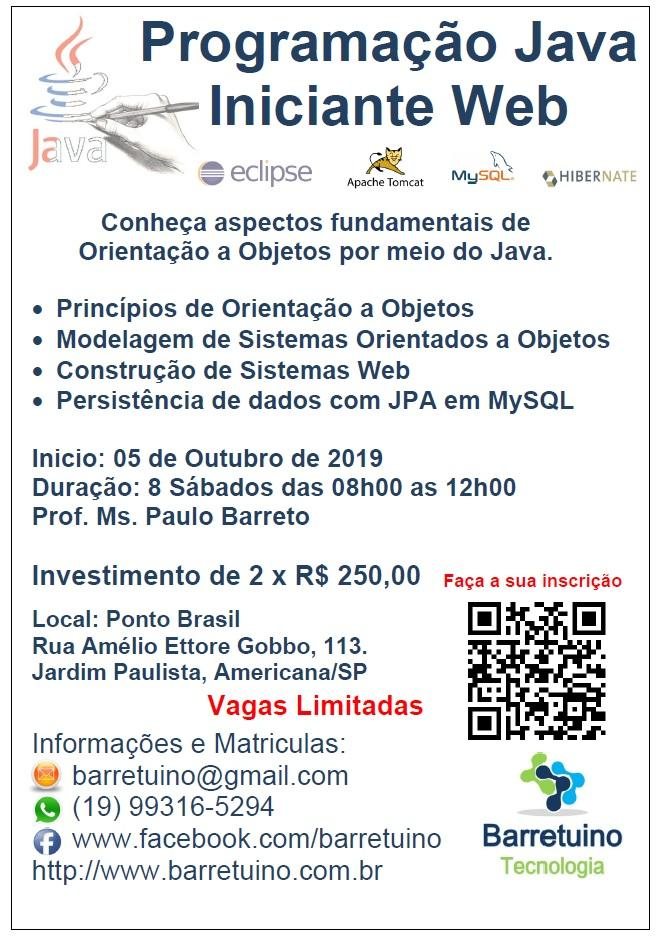 Programação Java
Iniciante Web
Java
eclipse
Apache Tomcat
MySQL
HIBERNATE
Conheça aspectos fundamentais de
Orientação a Objetos por meio do Java.
• Princípios de Orientação a Objetos
• Modelagem de Sistemas Orientados a Objetos
• Construção de Sistemas Web
• Persistência de dados com JPA em MySQL
Inicio: 05 de Outubro de 2019
Duração: 8 Sábados das 08h00 as 12h00
Prof. Ms. Paulo Barreto
Investimento de 2 x R$ 250,00
Faça a sua inscrição
Local: Ponto Brasil
Rua Amélio Ettore Gobbo, 113.
Jardim Paulista, Americana/SP
Vagas Limitadas
Informações e Matriculas:
barretuino@gmail.com
(19) 99316-5294
www.facebook.com/barretuino
http://www.barretuino.com.br
Barretuino
Tecnologia